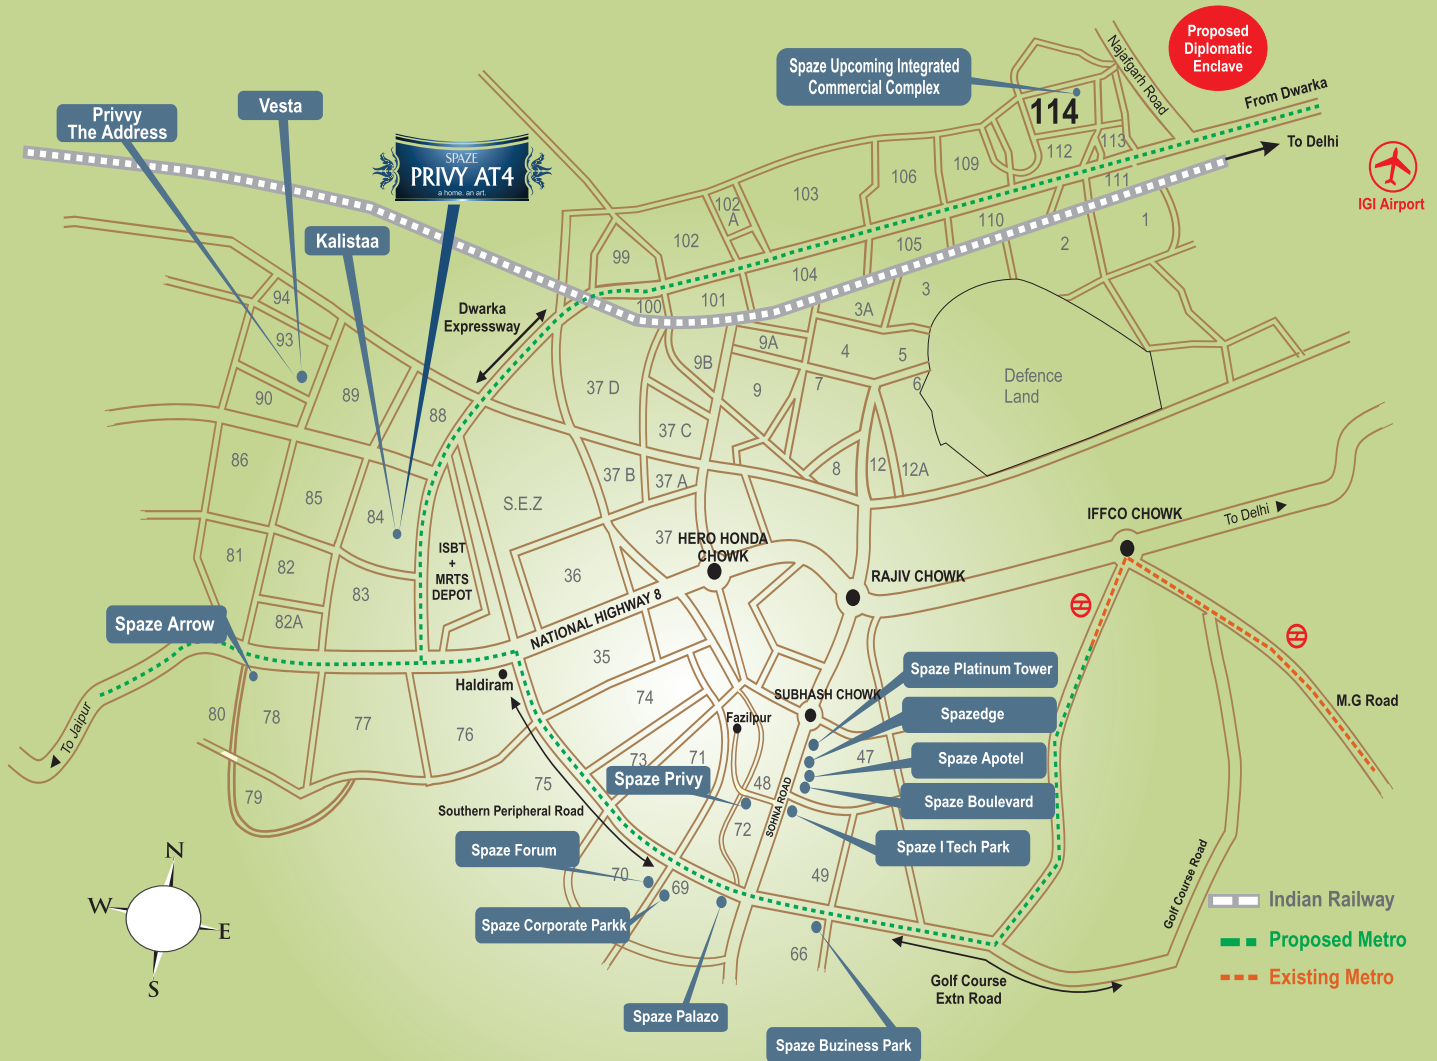 Proposed
Diplomatic
Enclave
Najafgarh Road
Spaze Upcoming Integrated
Commercial Complex
114
From Dwarka
To Delhi
IGI Airport
Vesta
Privvy
The Address
SPAZE
PRIVY AT4
a home. an art.
Kalistaa
113
112
111
109
106
103
102
A
102
99
110
1
2
105
104
3
3A
101
100
94
93
Dwarka
Expressway
9A
9B
4
5
6
7
9
Defence
Land
37 D
89
90
88
37 C
86
37 B
37 A
8
12
12A
85
84
S.E.Z
37
HERO HONDA
CHOWK
IFFCO CHOWK
To Delhi
81
82
83
ISBT
+
MRTS
DEPOT
36
RAJIV CHOWK
NATIONAL HIGHWAY 8
82A
Spaze Arrow
35
Haldiram
74
SUBHASH CHOWK
Fazilpur
Spaze Platinum Tower
Spazedge
Spaze Apotel
Spaze Boulevard
Spaze I Tech Park
M.G Road
To Jaipur
80
78
77
76
73
71
47
48
75
79
Spaze Privy
SOHNA ROAD
Southern Peripheral Road
72
49
Spaze Forum
70
69
Spaze Corporate Parkk
66
Golf Course Road
Golf Course
Extn Road
Spaze Palazo
Spaze Buziness Park
N
W
E
S
Indian Railway
Proposed Metro
Existing Metro